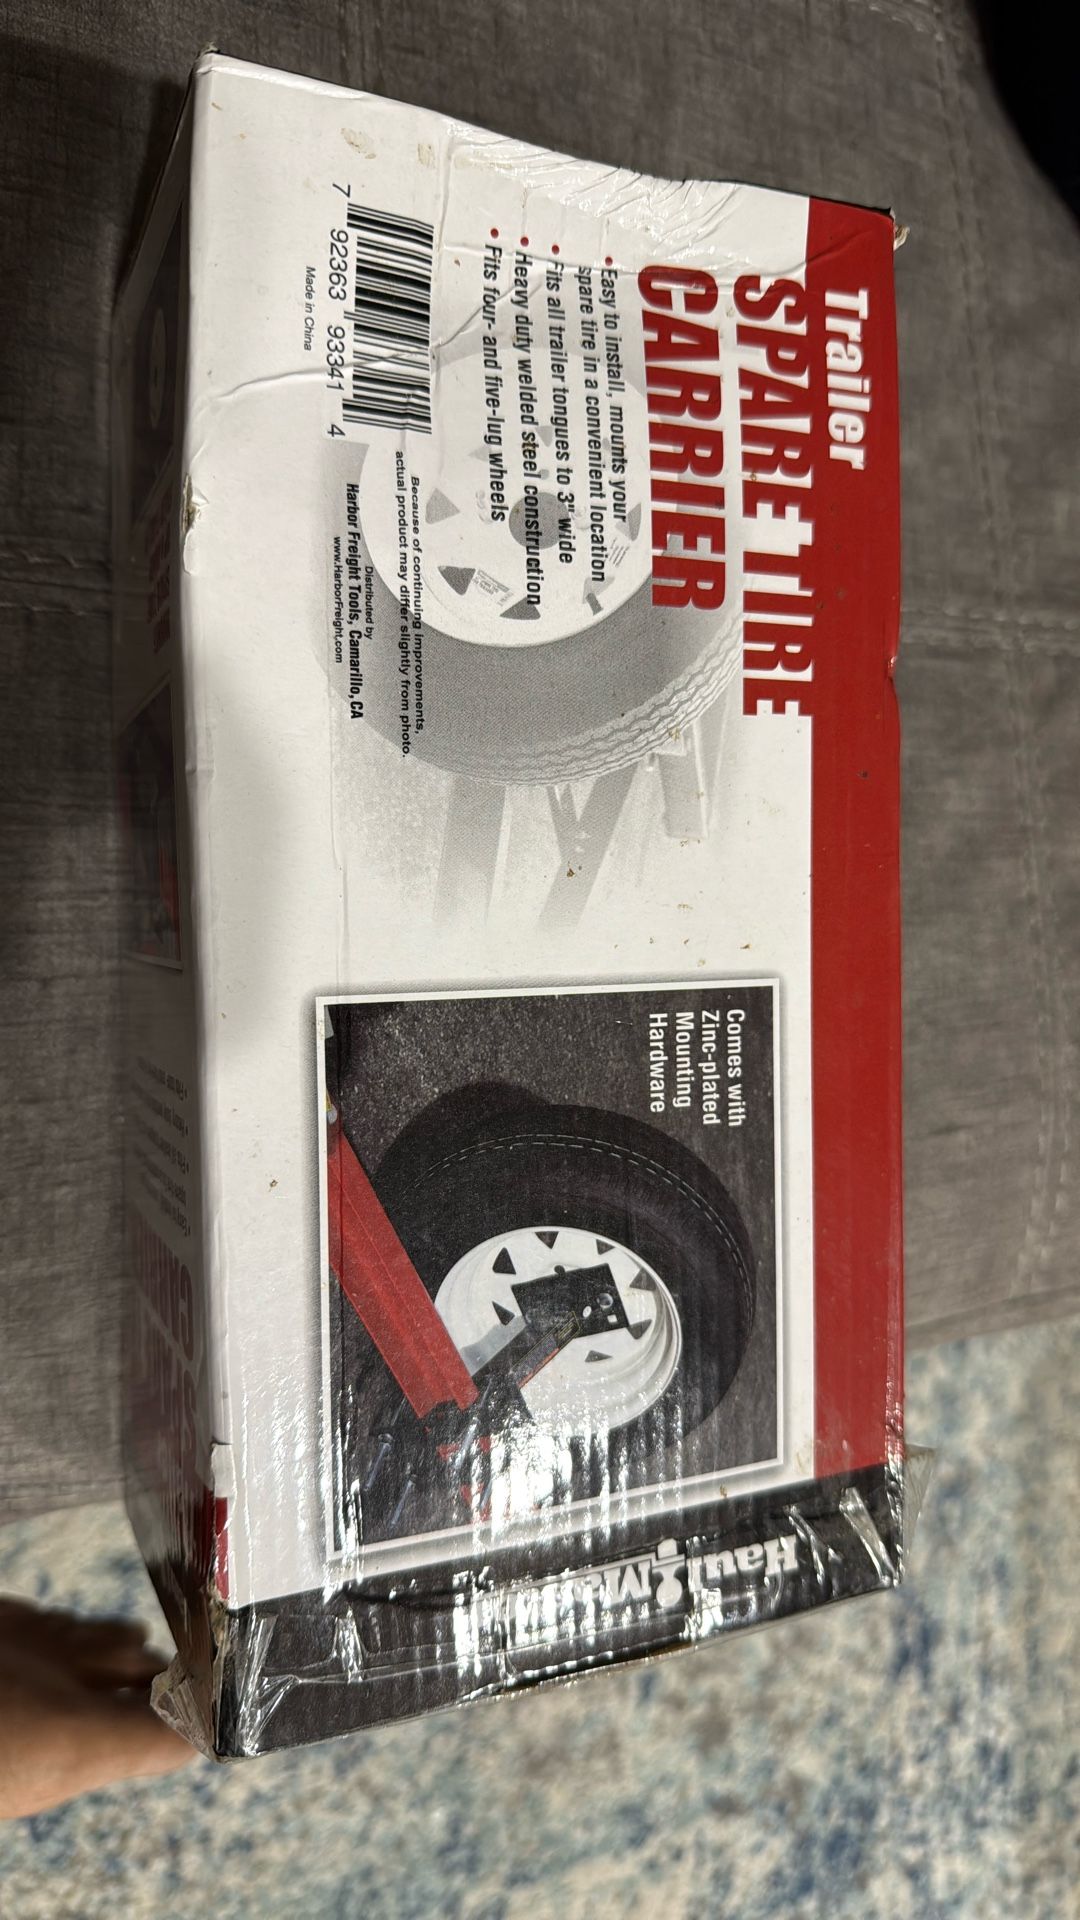 Trailer
SPARE TIRE
CARRIER
• Easy to install, mounts your
spare tire in a convenient location
• Fits all trailer tongues to 3" wide
• Heavy duty welded steel construction
• Fits four- and five-lug wheels
7 92363 93341 4
Made in China
Because of continuing improvements,
actual product may differ slightly from photo.
Distributed by
Harbor Freight Tools, Camarillo, CA
www.HarborFreight.com
Comes with
Zinc-plated
Mounting
Hardware
Haul